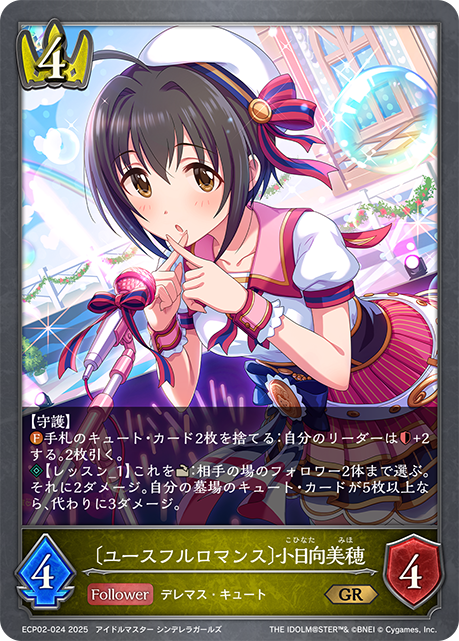 4
【守護】
F手札のキュート・カード2枚を捨てる：自分のリーダーは+2
する。2枚引く。
【レッスン_1】これを：相手の場のフォロワー2体まで選ぶ。
それに2ダメージ。自分の墓場のキュート・カードが5枚以上な
ら、代わりに3ダメージ。
こひなた みほ
〔ユースフルロマンス〕小日向美穂
4
Follower デレマス・キュート GR
4
ECP02-024 2025 アイドルマスター シンデレラガールズ THE IDOLM@STER™& ©BNEI © Cygames, Inc.